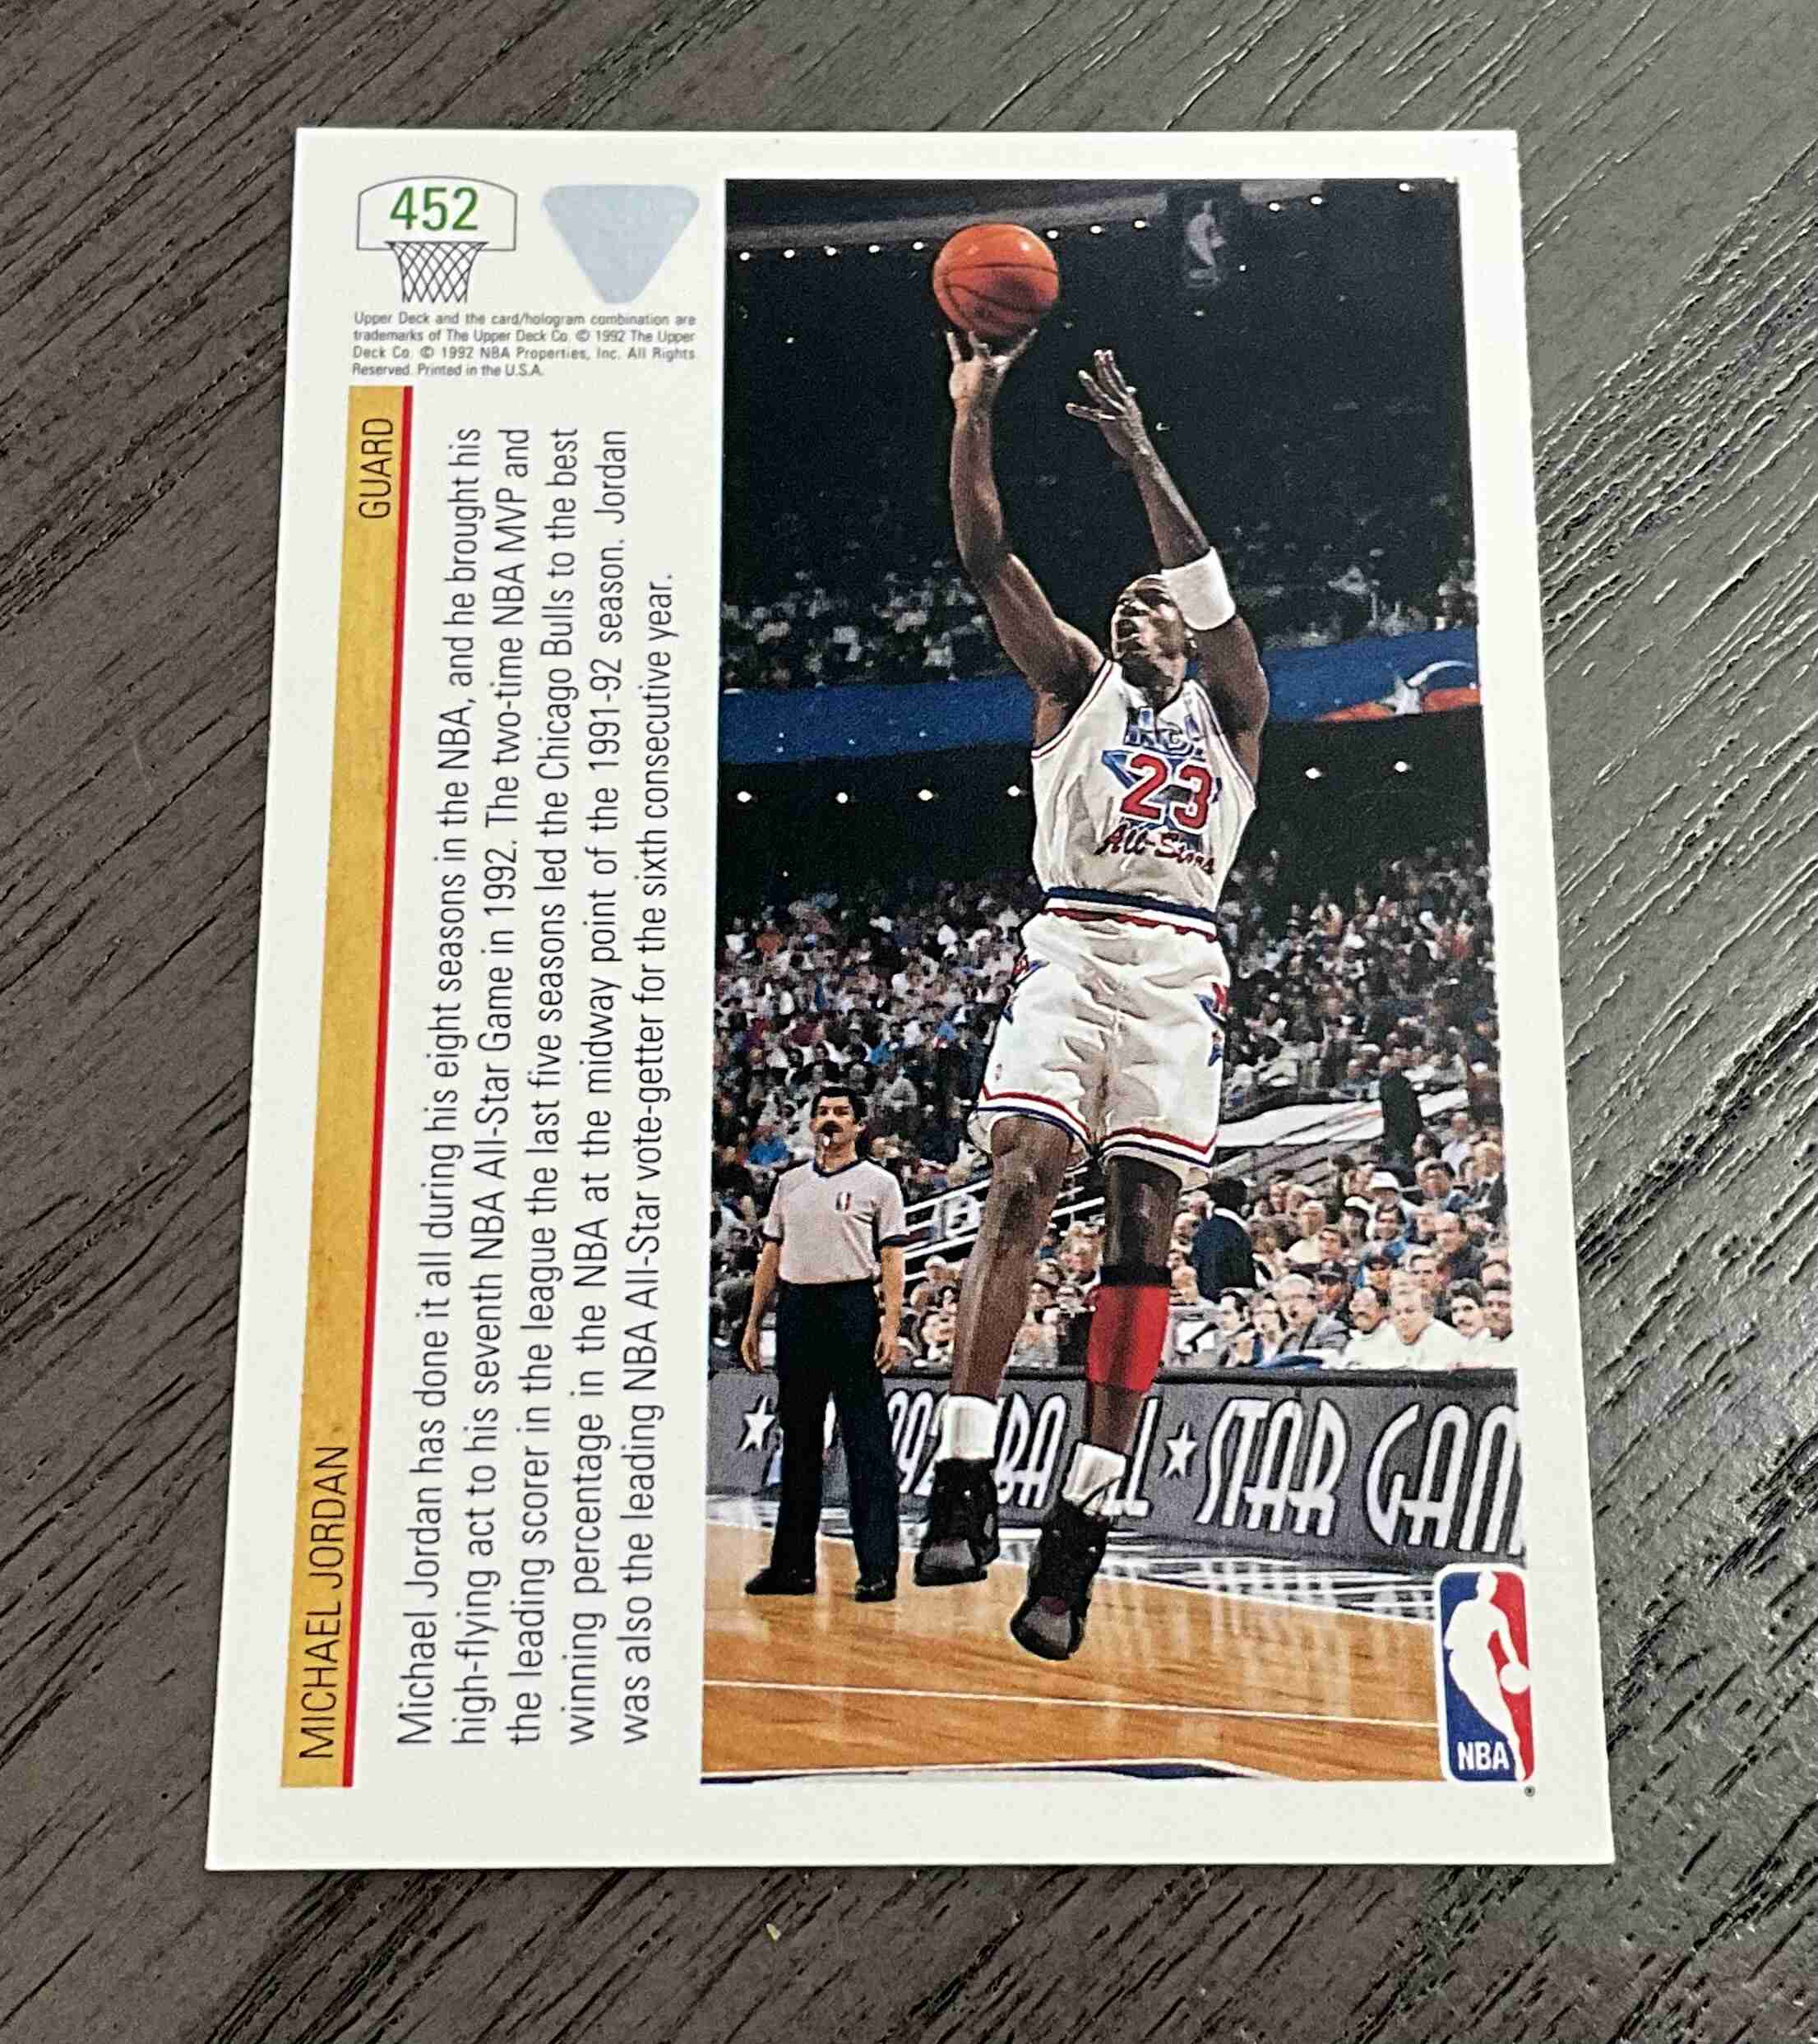 452
Upper Deck and the card/hologram combination are
trademarks of The Upper Deck Co. © 1992 The Upper
Deck Co. © 1992 NBA Properties, Inc. All Rights
Reserved. Printed in the U.S.A.
MICHAEL JORDAN GUARD
Michael Jordan has done it all during his eight seasons in the NBA, and he brought his
high-flying act to his seventh NBA All-Star Game in 1992. The two-time NBA MVP and
the leading scorer in the league the last five seasons led the Chicago Bulls to the best
winning percentage in the NBA at the midway point of the 1991-92 season. Jordan
was also the leading NBA All-Star vote-getter for the sixth consecutive year.
23
All-Stars
STAR GAM
NBA
®